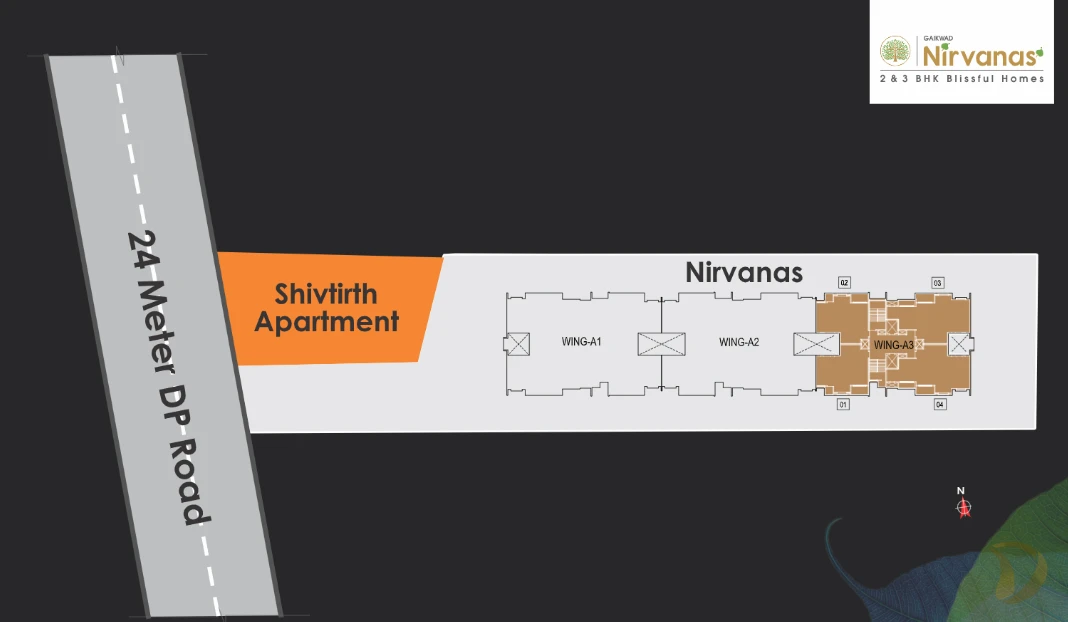 GAIKWAD
Nirvanas
2 & 3 BHK Blissful Homes
24 Meter DP Road
Shivtirth
Apartment
Nirvanas
02
03
WING-A1
WING-A2
WING-A3
01
04
N